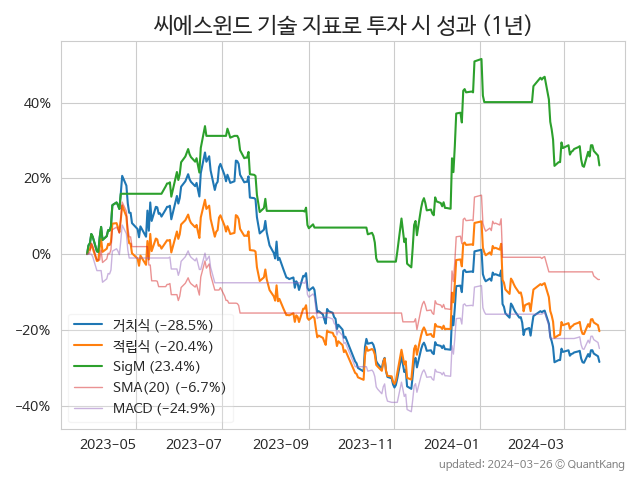 씨에스윈드 기술 지표로 투자 시 성과 (1년)
40%
20%
0%
−20%
−40%
거치식 (−28.5%)
적립식 (−20.4%)
SigM (23.4%)
SMA(20) (−6.7%)
MACD (−24.9%)
2023-05 2023-07 2023-09 2023-11 2024-01 2024-03
updated: 2024-03-26 ⓒ QuantKang